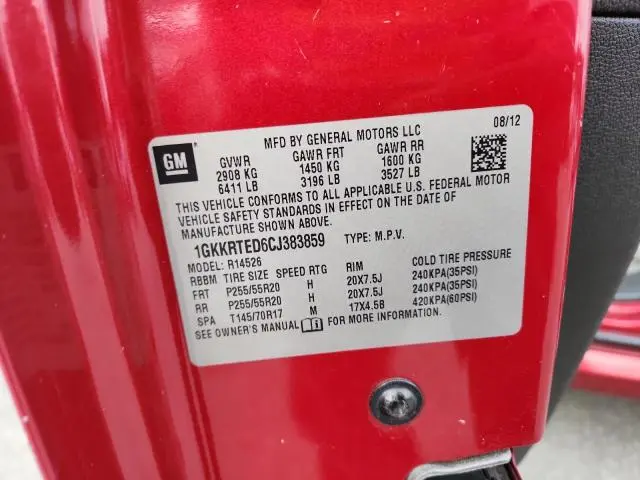 08/12
MFD BY GENERAL MOTORS LLC
GM
GVWR GAWR FRT GAWR RR
2908 KG 1450 KG 1600 KG
6411 LB 3196 LB 3527 LB
THIS VEHICLE CONFORMS TO ALL APPLICABLE U.S. FEDERAL MOTOR
VEHICLE SAFETY STANDARDS IN EFFECT ON THE DATE OF
MANUFACTURE SHOWN ABOVE.
1GKKRTED6CJ383859 TYPE: M.P.V.
MODEL: R14526
RBBM TIRE SIZE SPEED RTG RIM COLD TIRE PRESSURE
FRT P255/55R20 H 20X7.5J 240KPA(35PSI)
RR P255/55R20 H 20X7.5J 240KPA(35PSI)
SPA T145/70R17 M 17X4.5B 420KPA(60PSI)
SEE OWNER'S MANUAL FOR MORE INFORMATION.